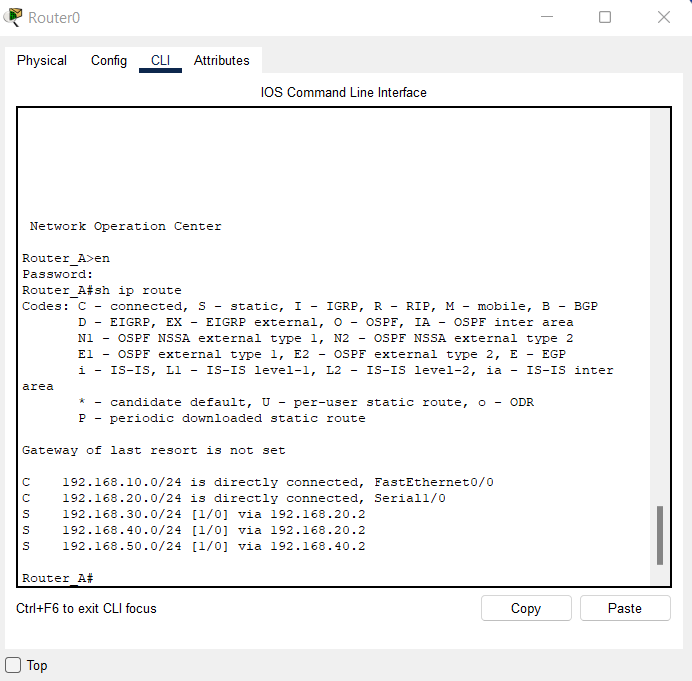 Router0
Physical Config CLI Attributes
IOS Command Line Interface
Network Operation Center
Router_A>en
Password:
Router_A#sh ip route
Codes: C - connected, S - static, I - IGRP, R - RIP, M - mobile, B - BGP
D - EIGRP, EX - EIGRP external, O - OSPF, IA - OSPF inter area
N1 - OSPF NSSA external type 1, N2 - OSPF NSSA external type 2
E1 - OSPF external type 1, E2 - OSPF external type 2, E - EGP
i - IS-IS, L1 - IS-IS level-1, L2 - IS-IS level-2, ia - IS-IS inter
area
* - candidate default, U - per-user static route, o - ODR
P - periodic downloaded static route
Gateway of last resort is not set
C 192.168.10.0/24 is directly connected, FastEthernet0/0
C 192.168.20.0/24 is directly connected, Serial1/0
S 192.168.30.0/24 [1/0] via 192.168.20.2
S 192.168.40.0/24 [1/0] via 192.168.20.2
S 192.168.50.0/24 [1/0] via 192.168.40.2
Router_A#
Ctrl+F6 to exit CLI focus
Copy Paste
Top